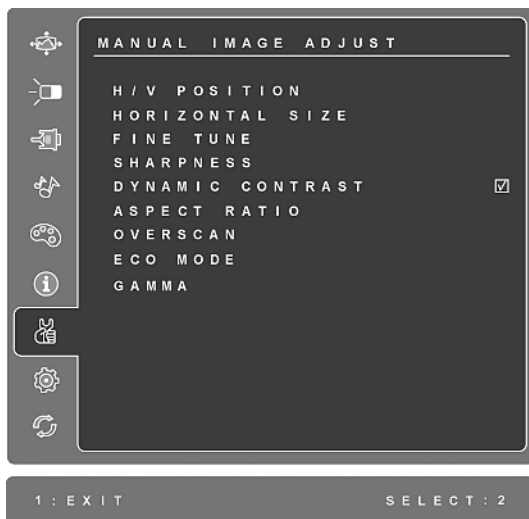 MANUAL IMAGE ADJUST
H/V POSITION
HORIZONTAL SIZE
FINE TUNE
SHARPNESS
DYNAMIC CONTRAST
ASPECT RATIO
OVERSCAN
ECO MODE
GAMMA
1:EXIT SELECT:2